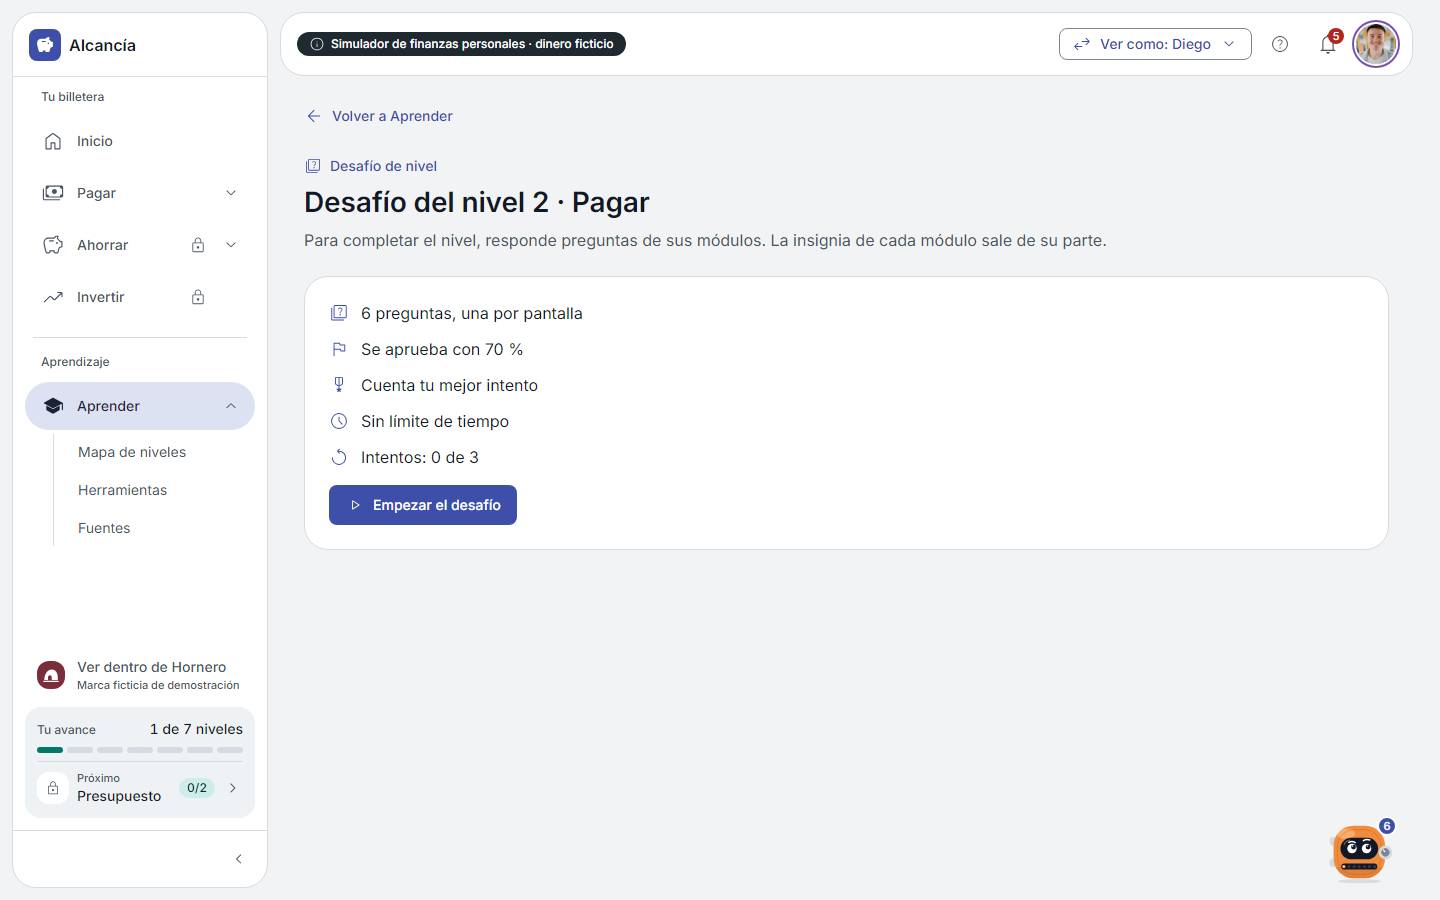 Alcancía
Simulador de finanzas personales · dinero ficticio
Ver como: Diego
5
Tu billetera
Inicio
Pagar
Ahorrar
Invertir
Aprendizaje
Aprender
Mapa de niveles
Herramientas
Fuentes
Ver dentro de Hornero
Marca ficticia de demostración
Tu avance
1 de 7 niveles
Próximo
Presupuesto
0/2
Volver a Aprender
Desafío de nivel
Desafío del nivel 2 · Pagar
Para completar el nivel, responde preguntas de sus módulos. La insignia de cada módulo sale de su parte.
6 preguntas, una por pantalla
Se aprueba con 70 %
Cuenta tu mejor intento
Sin límite de tiempo
Intentos: 0 de 3
Empezar el desafío
6